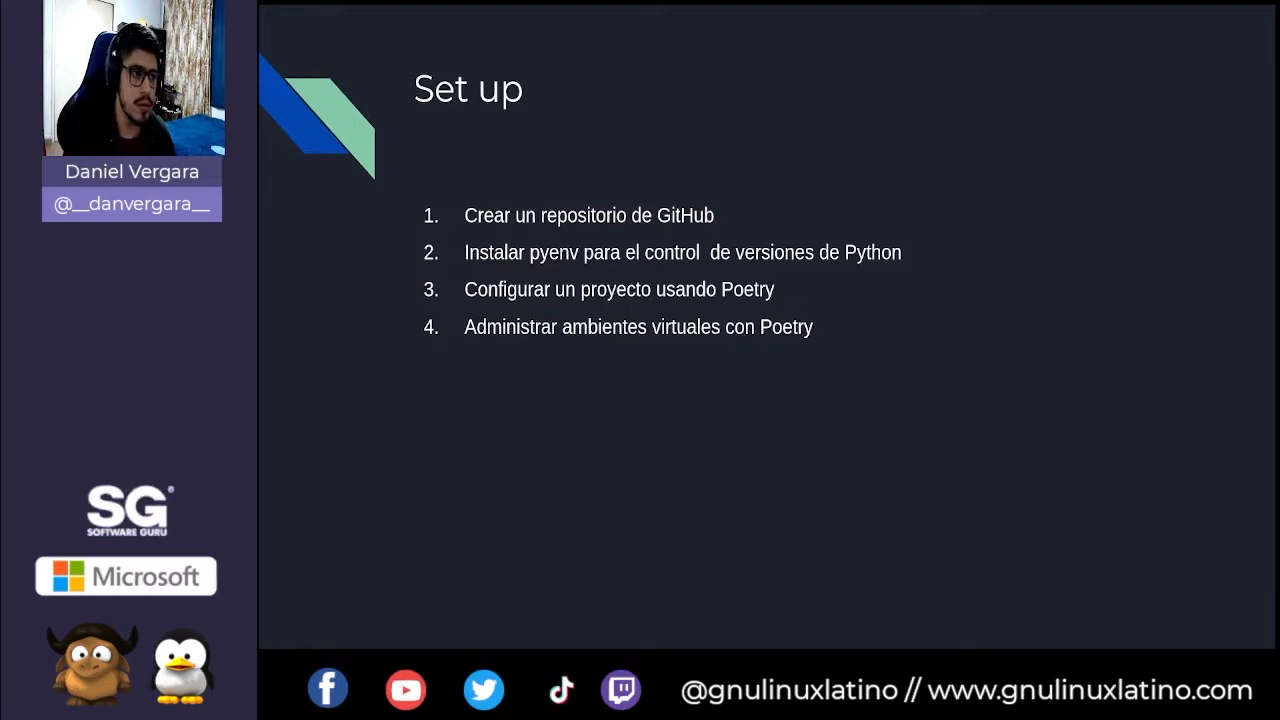 Daniel Vergara
@__danvergara__
Set up
1. Crear un repositorio de GitHub
2. Instalar pyenv para el control  de versiones de Python
3. Configurar un proyecto usando Poetry
4. Administrar ambientes virtuales con Poetry
SG®
SOFTWARE GURU
Microsoft
@gnulinuxlatino // www.gnulinuxlatino.com